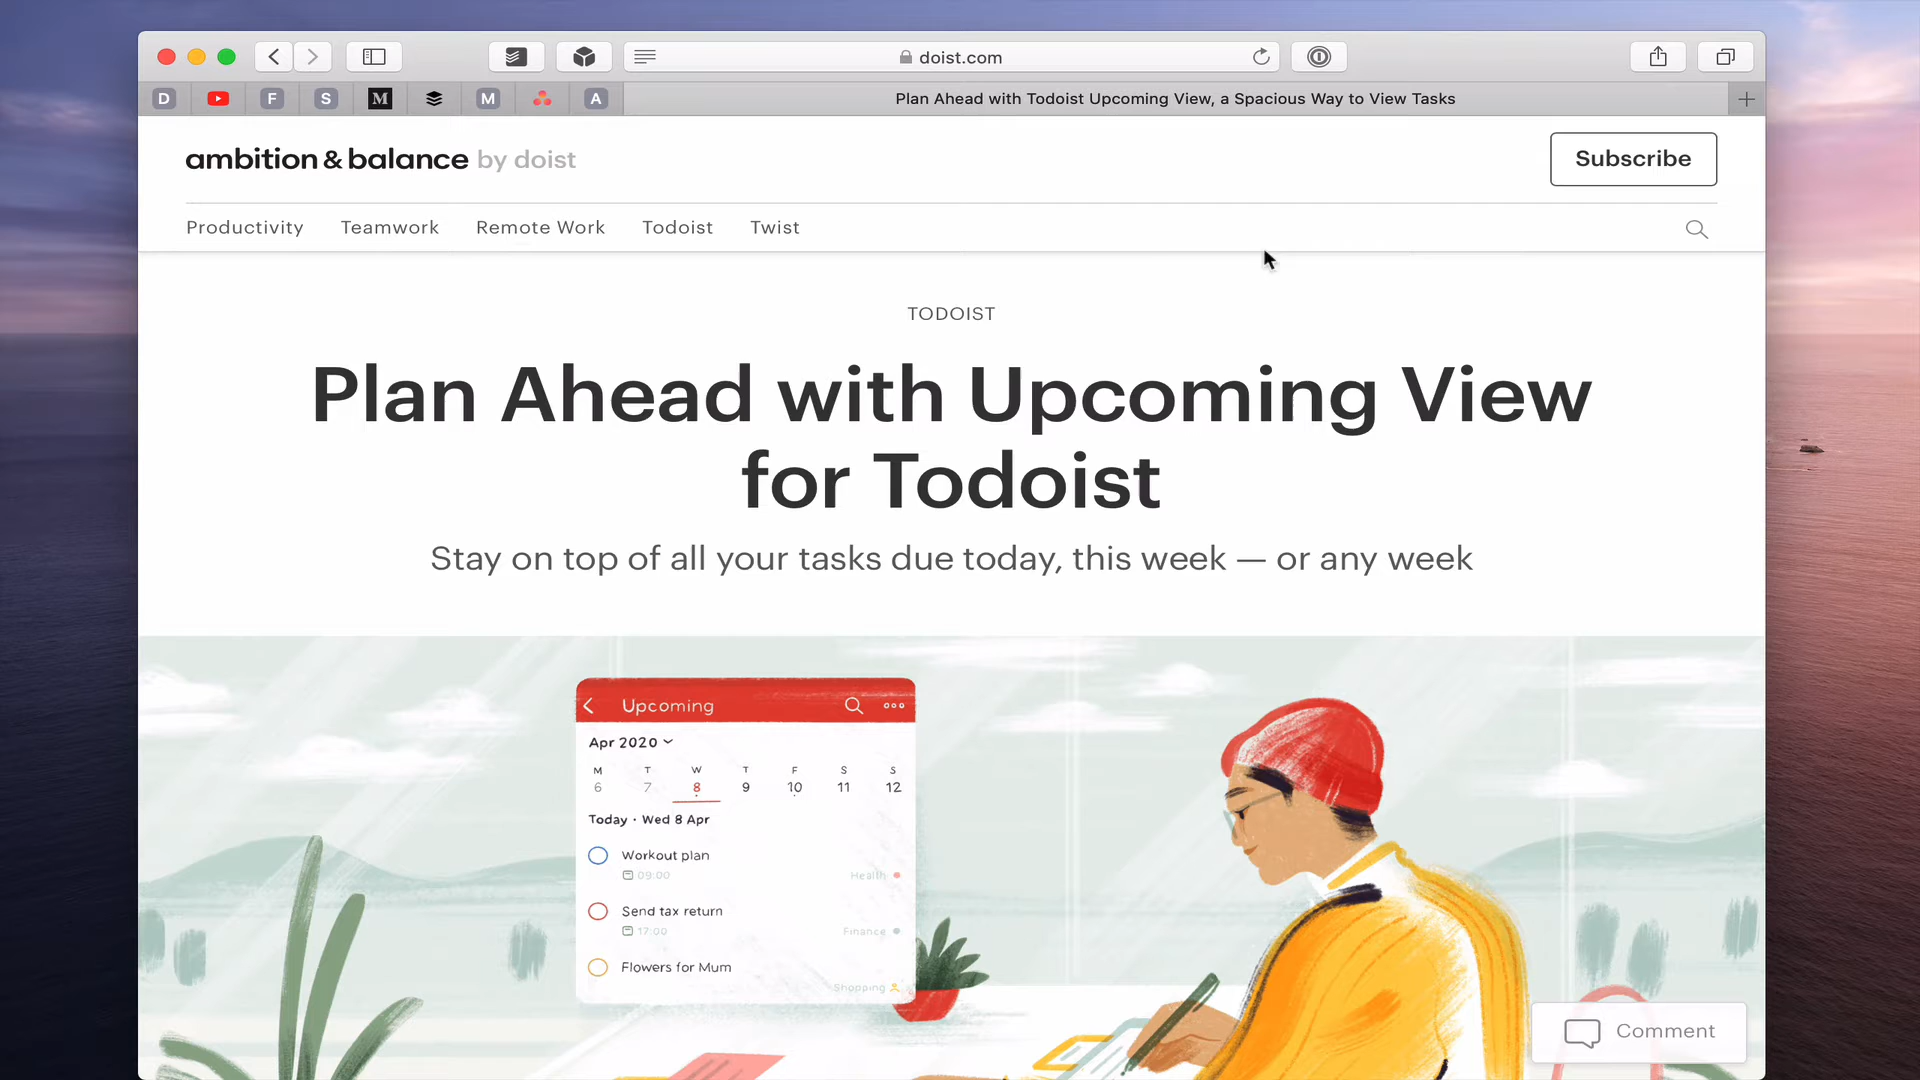 doist.com
D F S M M A Plan Ahead with Todoist Upcoming View, a Spacious Way to View Tasks
ambition & balance by doist
Subscribe
Productivity Teamwork Remote Work Todoist Twist
TODOIST
Plan Ahead with Upcoming View
for Todoist
Stay on top of all your tasks due today, this week — or any week
Upcoming
Apr 2020
M T W T F S S
6 7 8 9 10 11 12
Today · Wed 8 Apr
Workout plan
09:00 Health
Send tax return
17:00 Finance
Flowers for Mum
Shopping
Comment